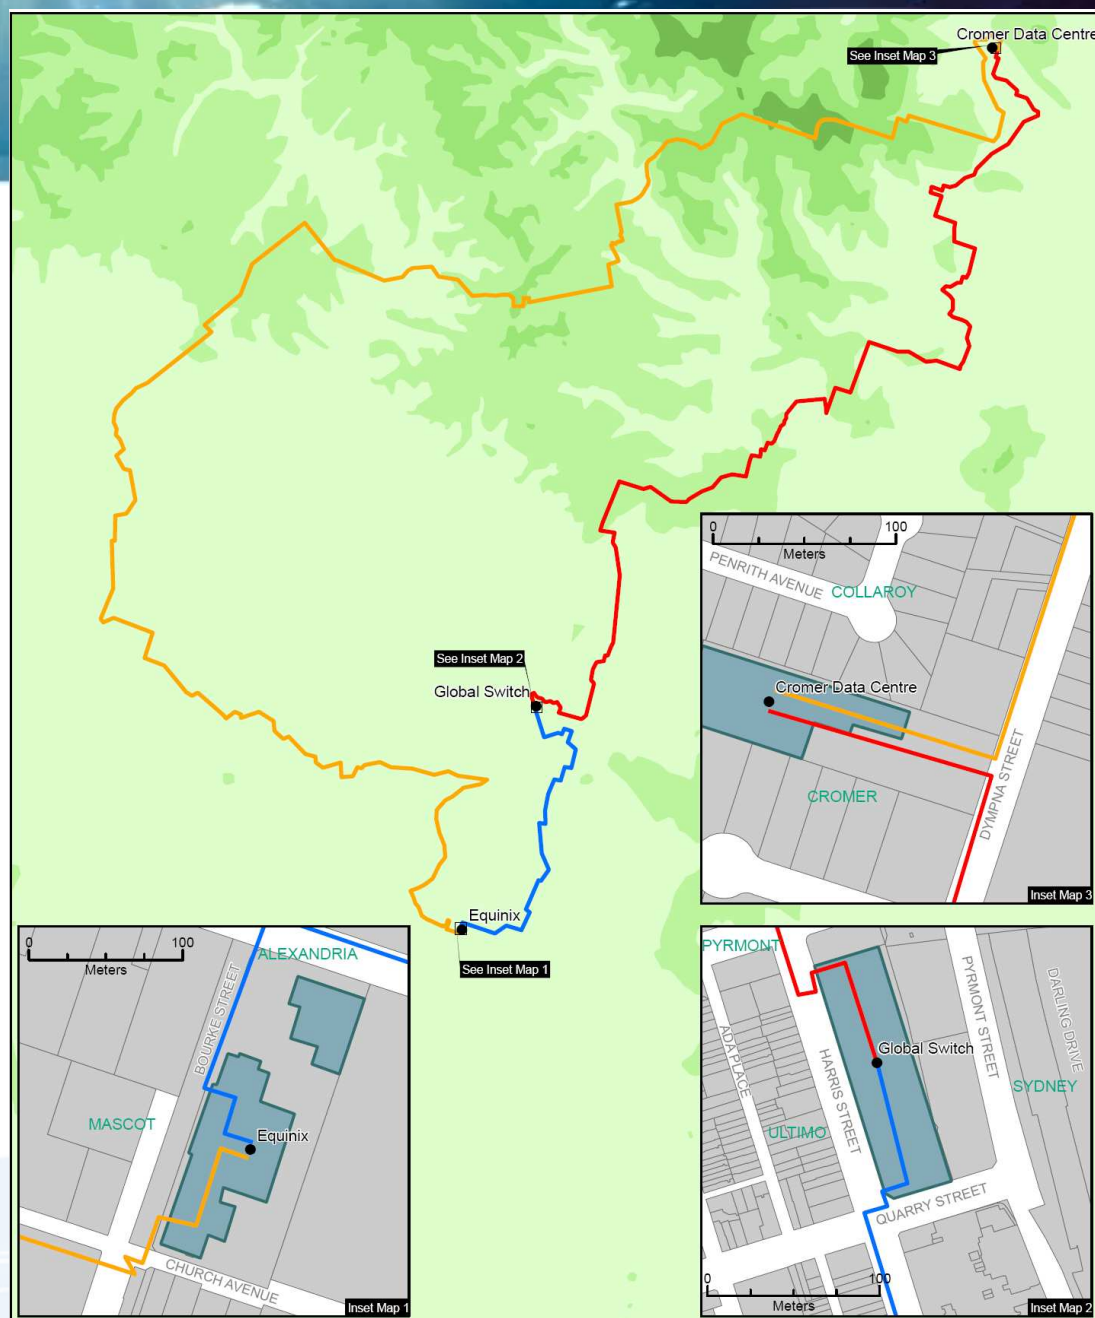 Cromer Data Centre
See Inset Map 3
See Inset Map 2
Global Switch
Equinix
See Inset Map 1
0 100
Meters
PENRITH AVENUE
COLLAROY
Cromer Data Centre
CROMER
DYMPNA STREET
Inset Map 3
0 100
Meters
ALEXANDRIA
BOURKE STREET
MASCOT
Equinix
CHURCH AVENUE
Inset Map 1
PYRMONT
ADA PLACE
HARRIS STREET
PYRMONT STREET
DARLING DRIVE
Global Switch
SYDNEY
ULTIMO
QUARRY STREET
0 100
Meters
Inset Map 2